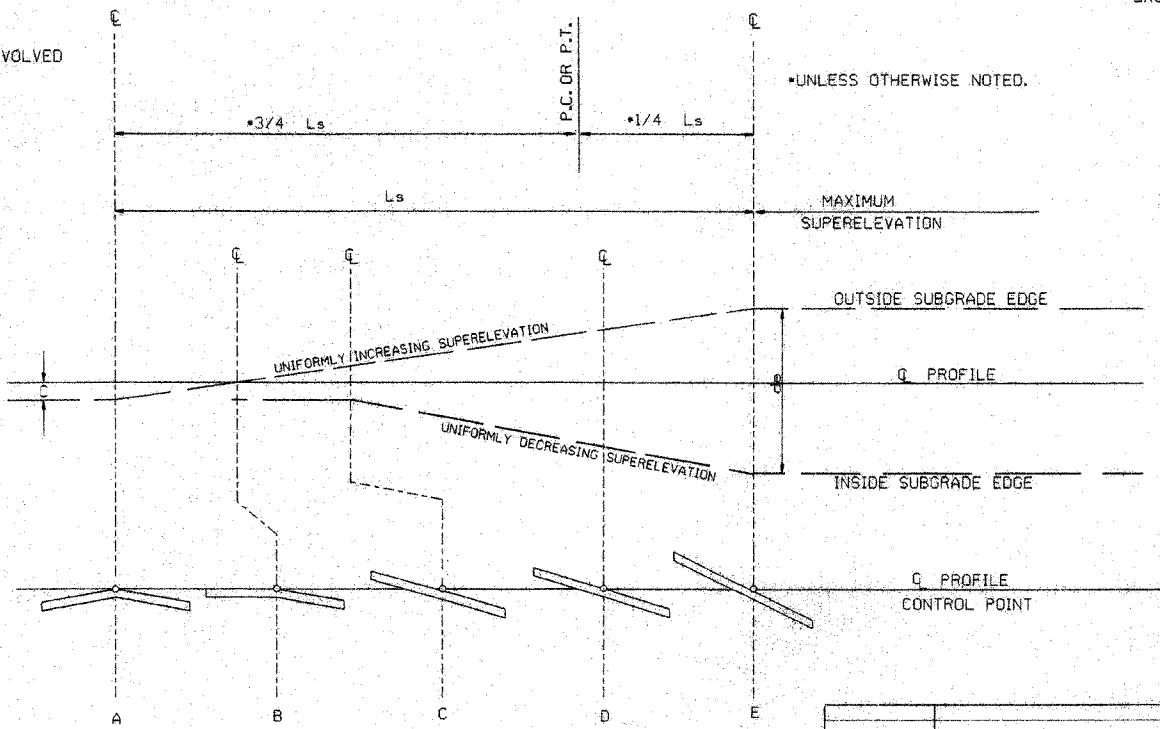 VOLVED
℄
℄
P.C. OR P.T.
*UNLESS OTHERWISE NOTED.
*3/4 Ls
*1/4 Ls
Ls
MAXIMUM
SUPERELEVATION
℄
℄
℄
OUTSIDE SUBGRADE EDGE
UNIFORMLY INCREASING SUPERELEVATION
℄ PROFILE
C
UNIFORMLY DECREASING SUPERELEVATION
INSIDE SUBGRADE EDGE
℄ PROFILE
CONTROL POINT
A
B
C
D
E